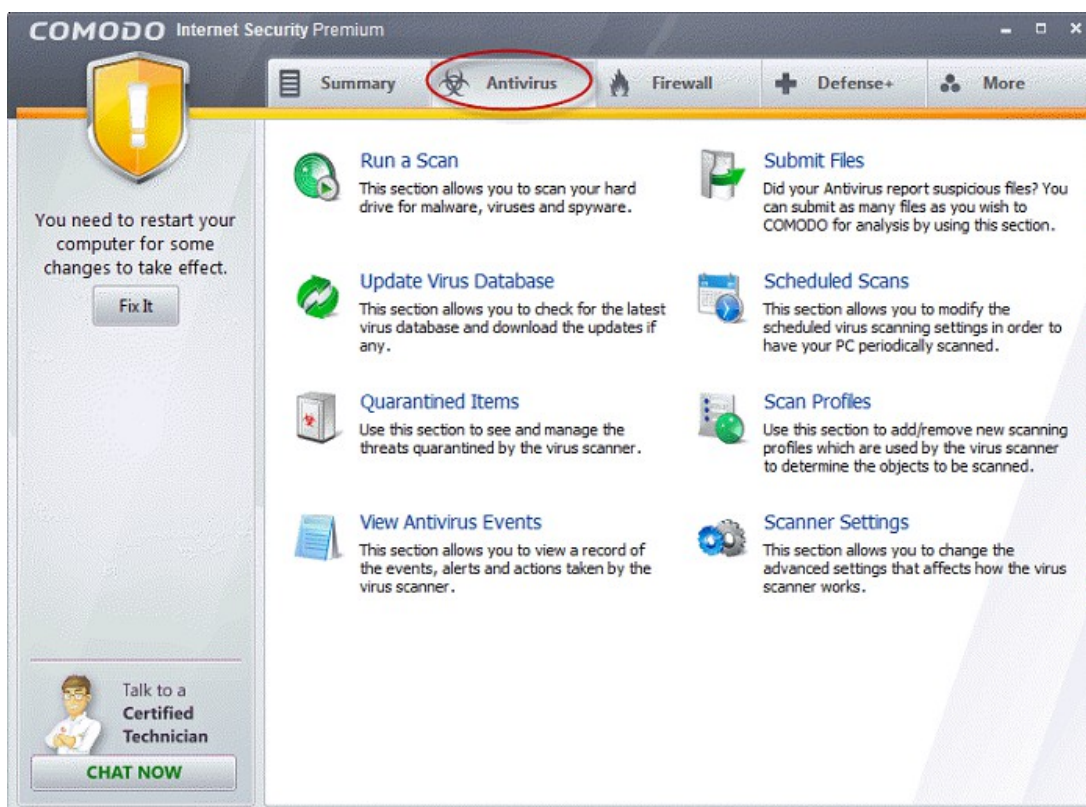 COMODO Internet Security Premium
Summary
Antivirus
Firewall
Defense+
More
You need to restart your
computer for some
changes to take effect.
Fix It
Run a Scan
This section allows you to scan your hard
drive for malware, viruses and spyware.
Submit Files
Did your Antivirus report suspicious files? You
can submit as many files as you wish to
COMODO for analysis by using this section.
Update Virus Database
This section allows you to check for the latest
virus database and download the updates if
any.
Scheduled Scans
This section allows you to modify the
scheduled virus scanning settings in order to
have your PC periodically scanned.
Quarantined Items
Use this section to see and manage the
threats quarantined by the virus scanner.
Scan Profiles
Use this section to add/remove new scanning
profiles which are used by the virus scanner
to determine the objects to be scanned.
View Antivirus Events
This section allows you to view a record of
the events, alerts and actions taken by the
virus scanner.
Scanner Settings
This section allows you to change the
advanced settings that affects how the virus
scanner works.
Talk to a
Certified
Technician
CHAT NOW